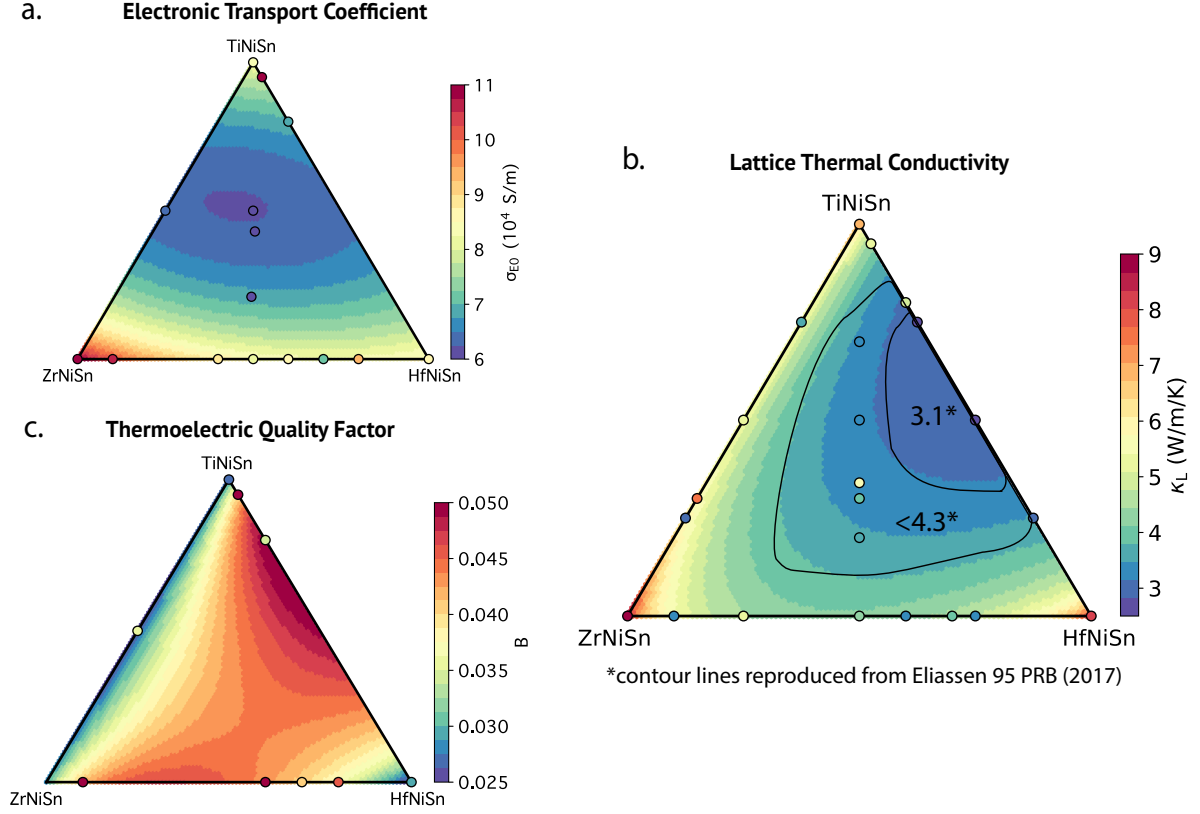 a.
Electronic Transport Coefficient
TiNiSn
ZrNiSn
HfNiSn
11
10
9
8
7
6
σE0 (10⁴ S/m)
b.
Lattice Thermal Conductivity
TiNiSn
3.1*
<4.3*
ZrNiSn
HfNiSn
9
8
7
6
5
4
3
κL (W/m/K)
*contour lines reproduced from Eliassen 95 PRB (2017)
c.
Thermoelectric Quality Factor
TiNiSn
ZrNiSn
HfNiSn
0.050
0.045
0.040
0.035
0.030
0.025
B